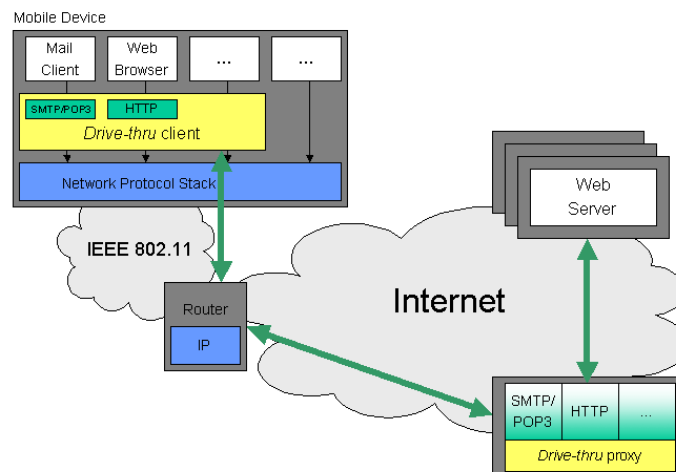 Mobile Device
Mail
Client
Web
Browser
...
...
SMTP/POP3
HTTP
Drive-thru client
Network Protocol Stack
IEEE 802.11
Router
IP
Internet
Web
Server
SMTP/
POP3
HTTP
...
Drive-thru proxy